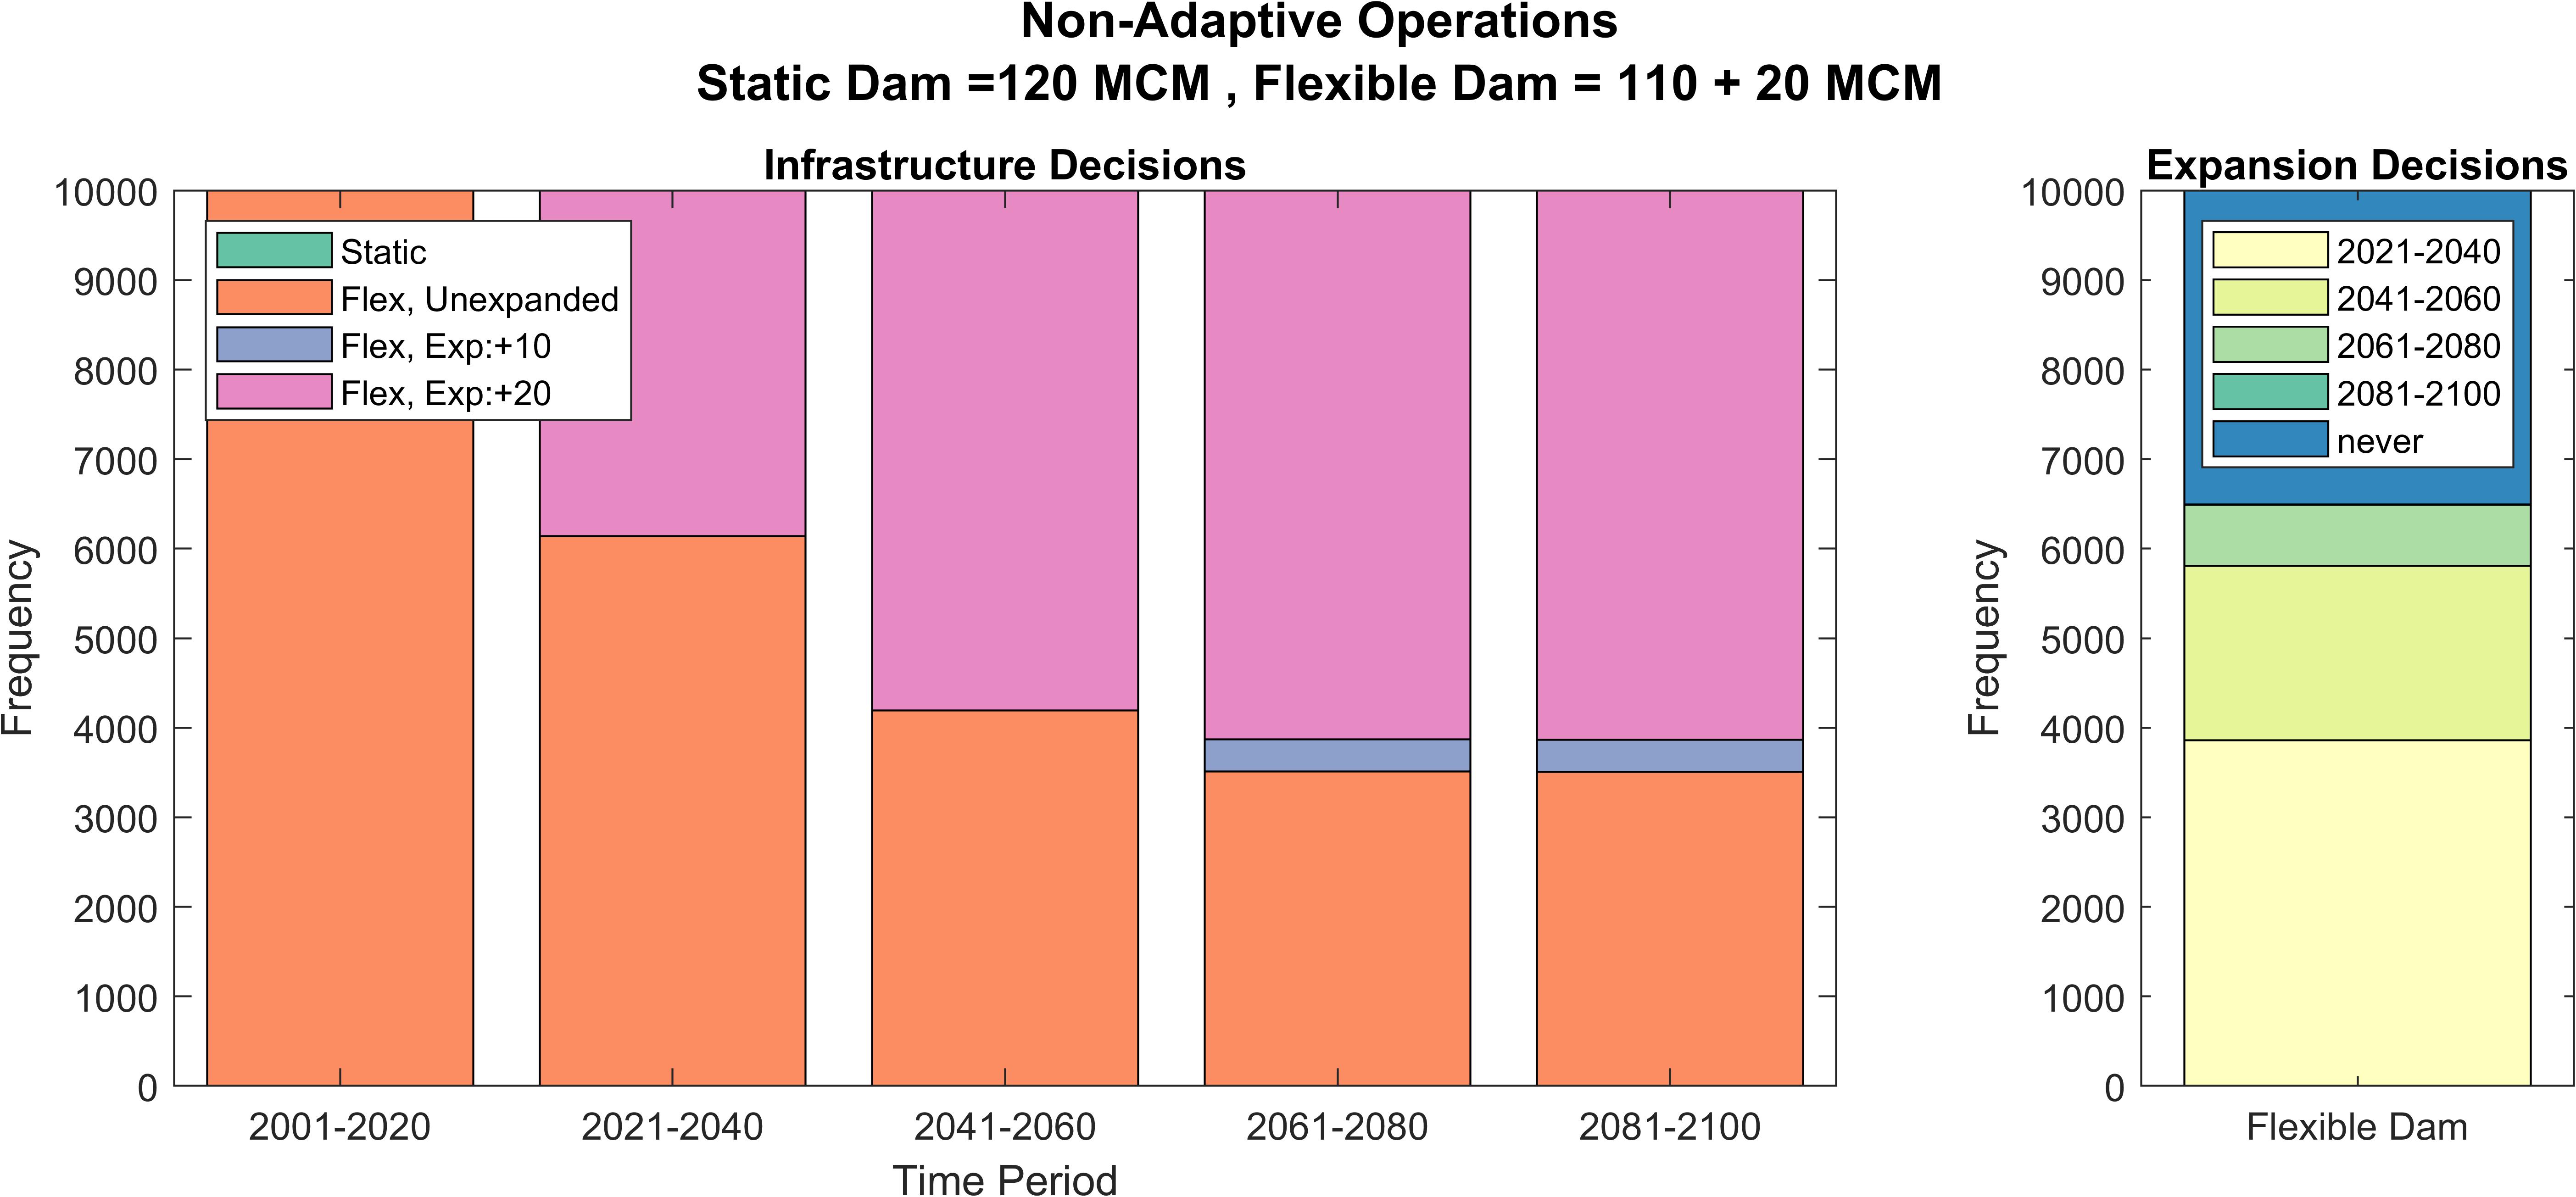 Non-Adaptive Operations
Static Dam =120 MCM , Flexible Dam = 110 + 20 MCM
Infrastructure Decisions
10000
9000
8000
7000
6000
5000
4000
3000
2000
1000
0
Frequency
Static
Flex, Unexpanded
Flex, Exp:+10
Flex, Exp:+20
2001-2020
2021-2040
2041-2060
2061-2080
2081-2100
Time Period
Expansion Decisions
10000
9000
8000
7000
6000
5000
4000
3000
2000
1000
0
Frequency
2021-2040
2041-2060
2061-2080
2081-2100
never
Flexible Dam